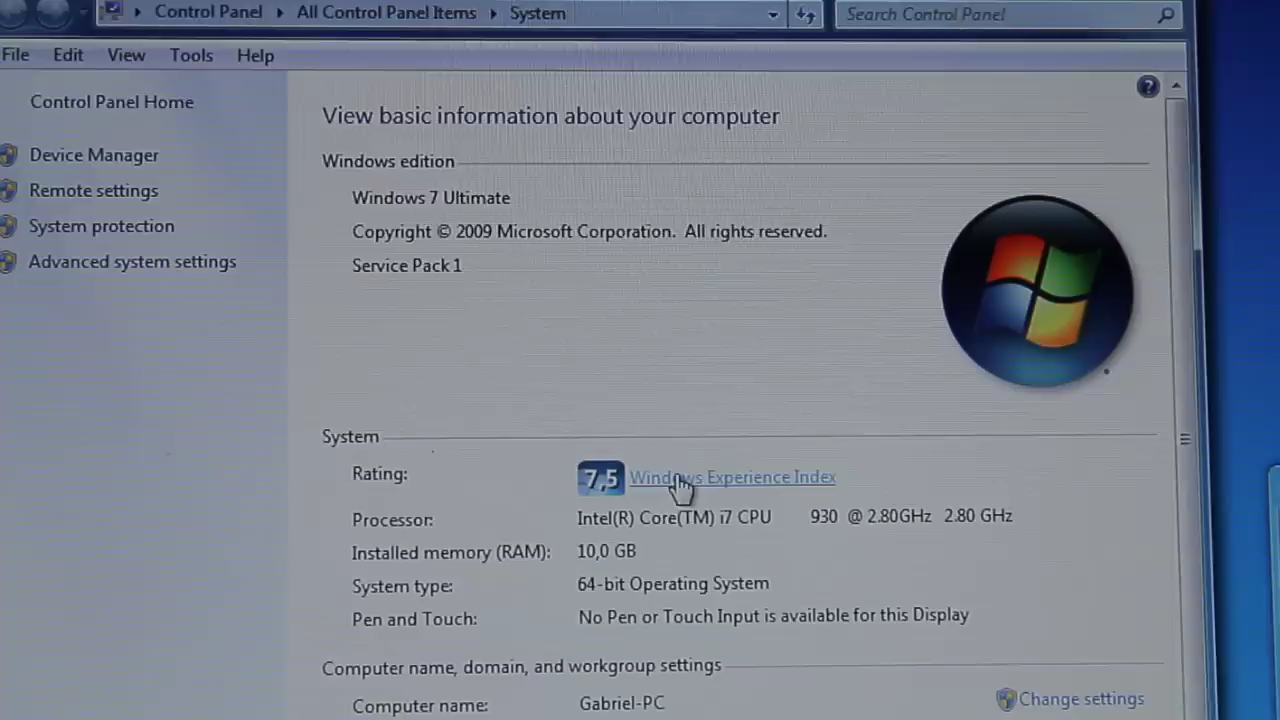 Control Panel All Control Panel Items System Search Control Panel
File Edit View Tools Help
Control Panel Home
Device Manager
Remote settings
System protection
Advanced system settings
View basic information about your computer
Windows edition
Windows 7 Ultimate
Copyright © 2009 Microsoft Corporation. All rights reserved.
Service Pack 1
System
Rating: 7,5 Windows Experience Index
Processor: Intel(R) Core(TM) i7 CPU 930 @ 2.80GHz 2.80 GHz
Installed memory (RAM): 10,0 GB
System type: 64-bit Operating System
Pen and Touch: No Pen or Touch Input is available for this Display
Computer name, domain, and workgroup settings
Computer name: Gabriel-PC Change settings